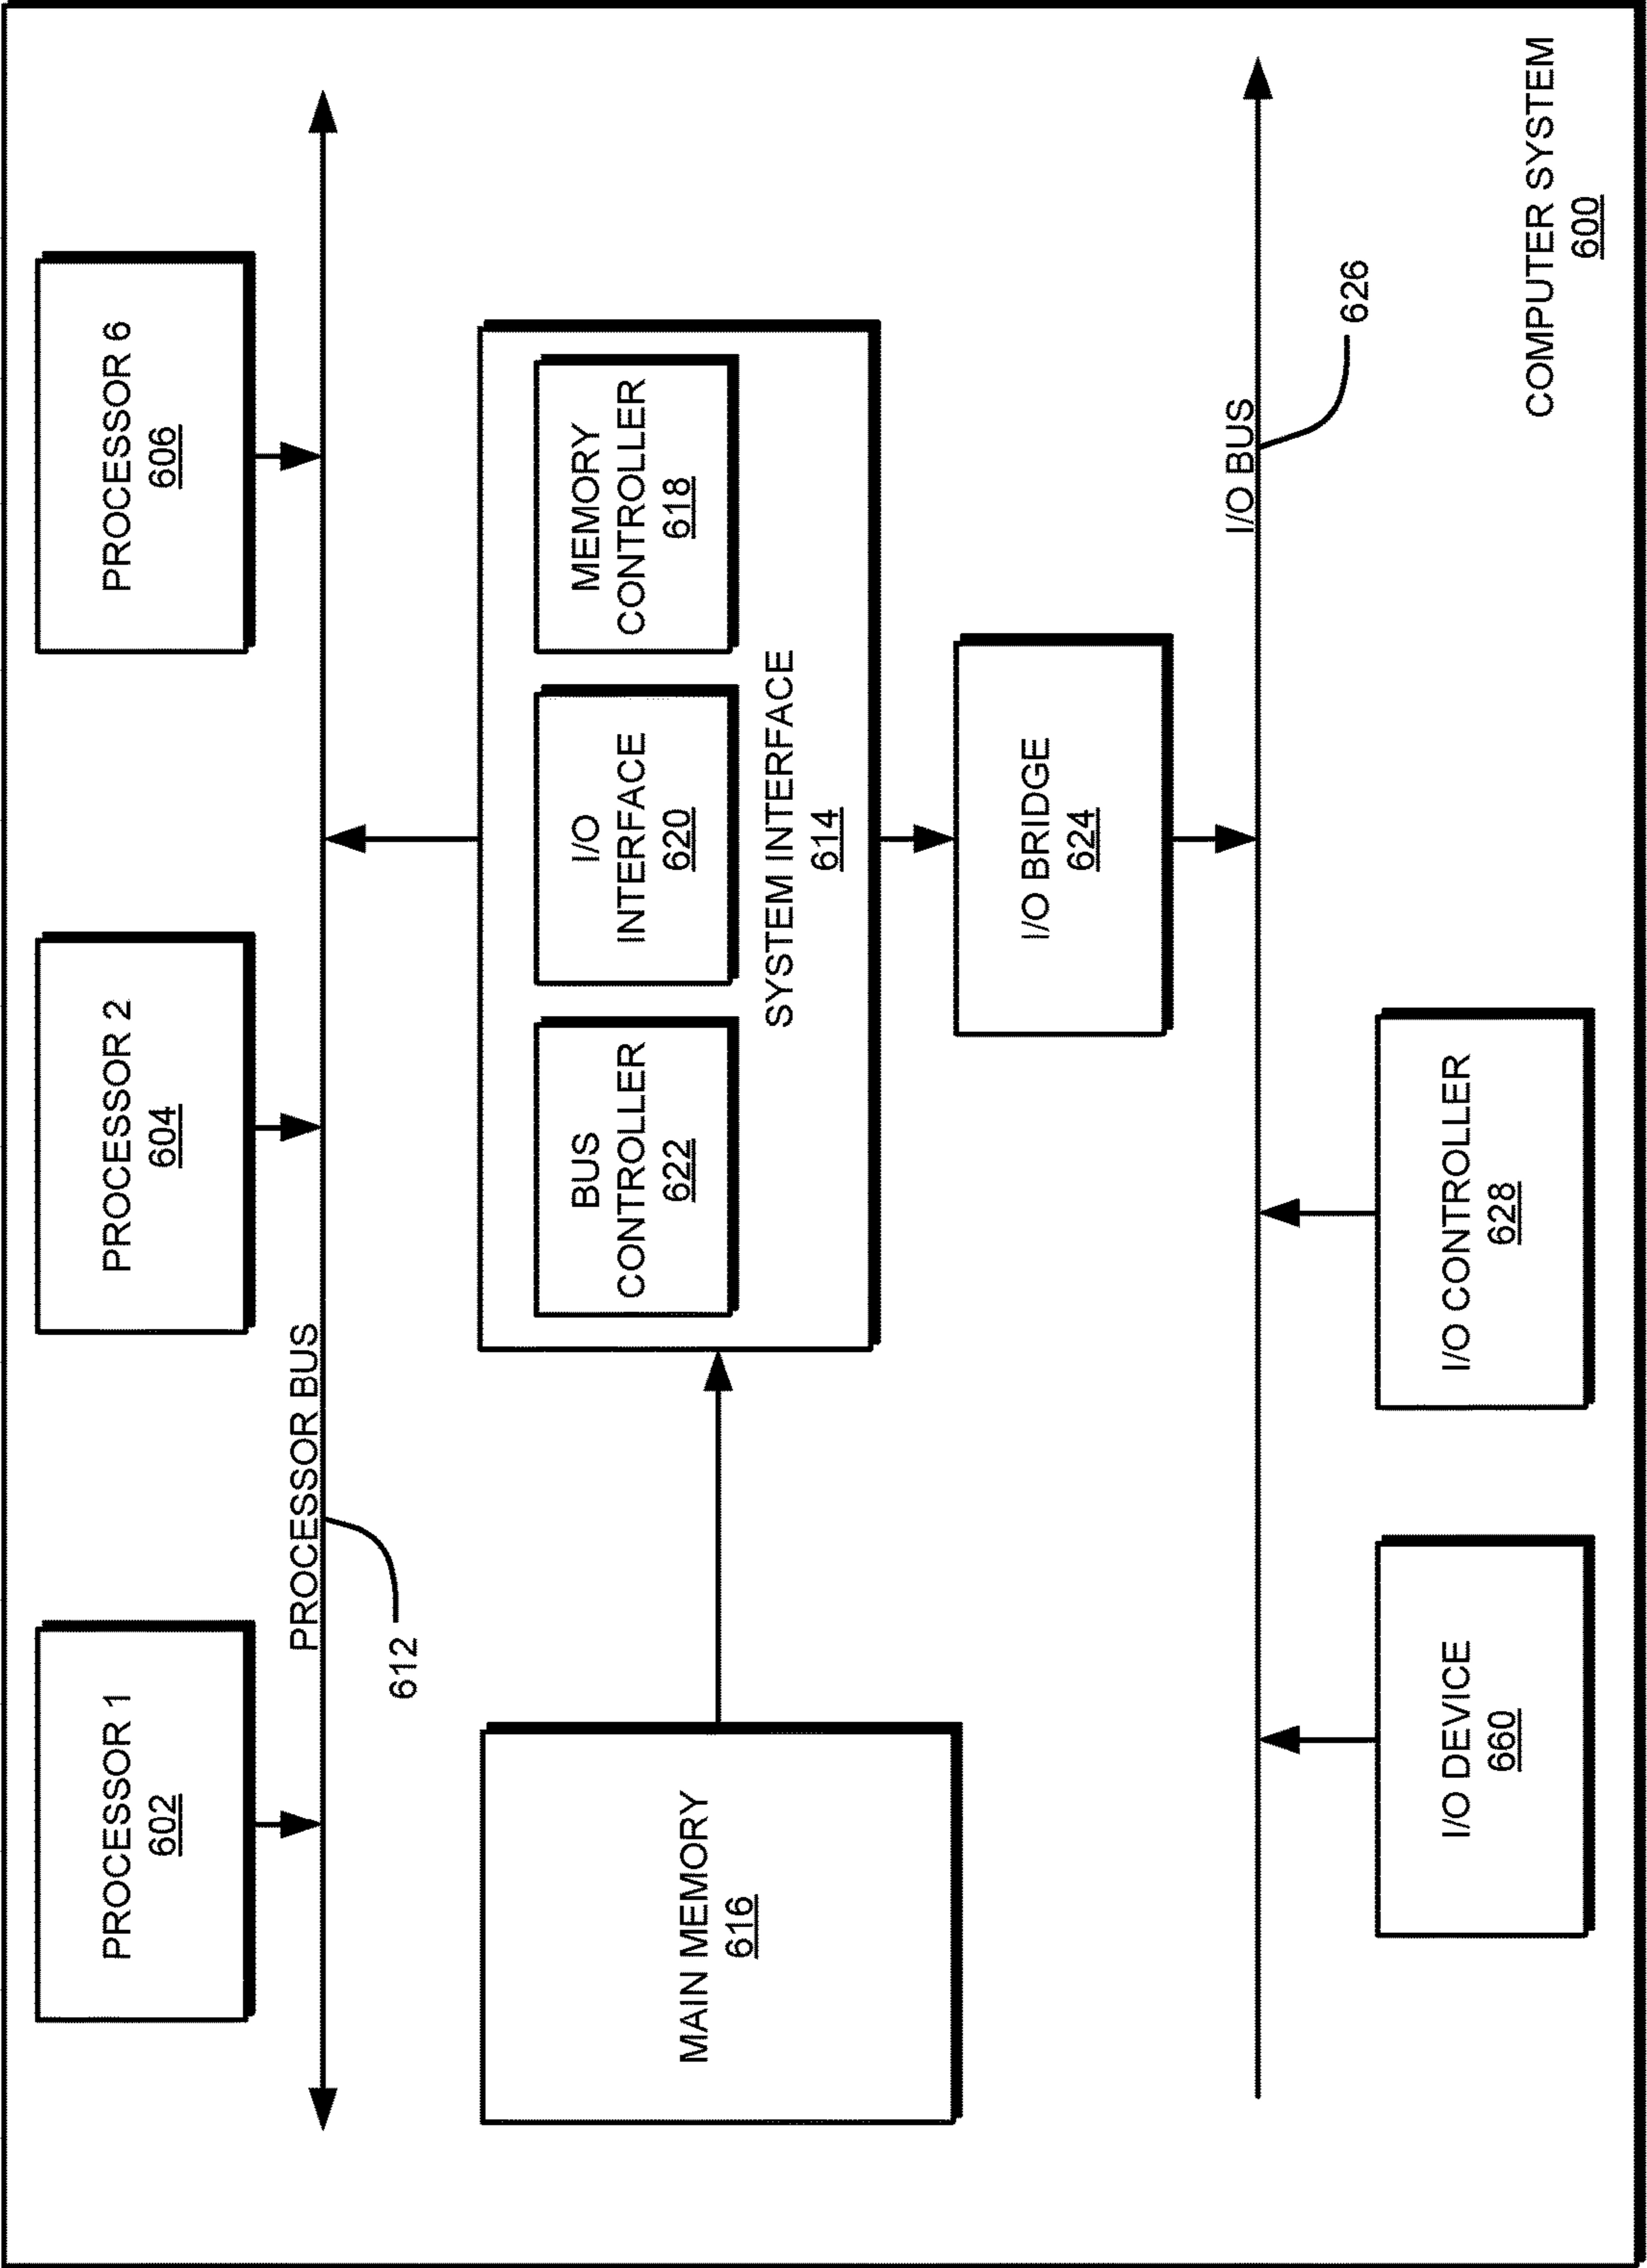 PROCESSOR 1
602
PROCESSOR 2
604
PROCESSOR 6
606
PROCESSOR BUS
612
MAIN MEMORY
616
BUS
CONTROLLER
622
I/O
INTERFACE
620
MEMORY
CONTROLLER
618
SYSTEM INTERFACE
614
I/O BRIDGE
624
I/O BUS
626
I/O DEVICE
660
I/O CONTROLLER
628
COMPUTER SYSTEM
600